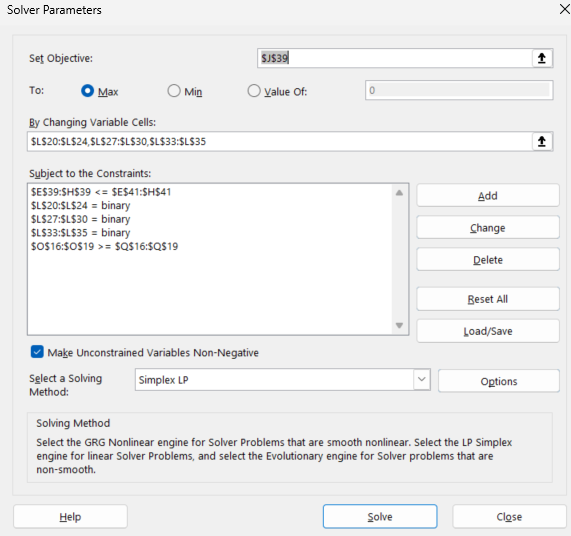 Solver Parameters
Set Objective:
$J$39
To:
Max
Min
Value Of:
0
By Changing Variable Cells:
$L$20:$L$24,$L$27:$L$30,$L$33:$L$35
Subject to the Constraints:
$E$39:$H$39 <= $E$41:$H$41
$L$20:$L$24 = binary
$L$27:$L$30 = binary
$L$33:$L$35 = binary
$O$16:$O$19 >= $Q$16:$Q$19
Add
Change
Delete
Reset All
Load/Save
Make Unconstrained Variables Non-Negative
Select a Solving
Method:
Simplex LP
Options
Solving Method
Select the GRG Nonlinear engine for Solver Problems that are smooth nonlinear. Select the LP Simplex
engine for linear Solver Problems, and select the Evolutionary engine for Solver problems that are
non-smooth.
Help
Solve
Close